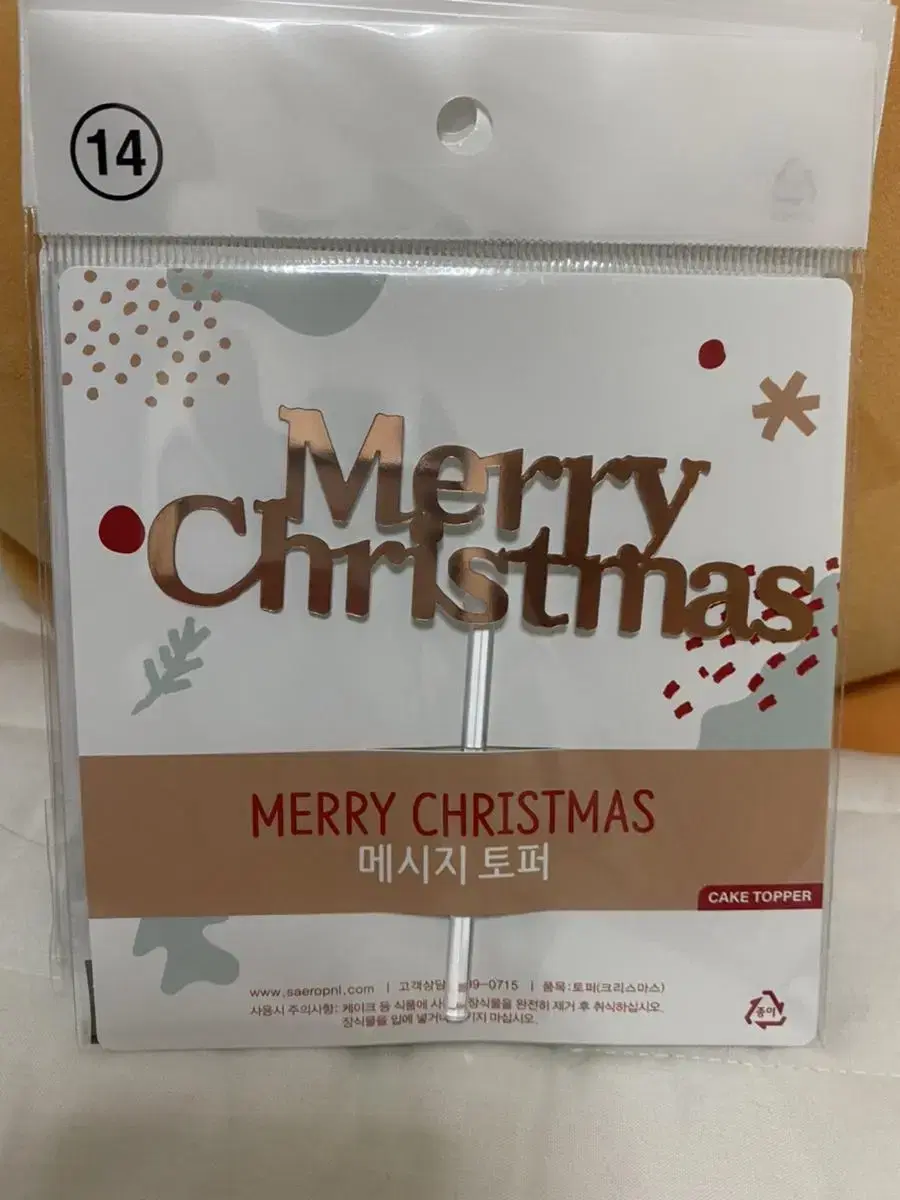 14
Merry
Christmas
MERRY CHRISTMAS
메시지 토퍼
CAKE TOPPER
www.saeropnl.com | 고객상담 99-0715 | 품목:토퍼(크리스마스)
사용시 주의사항: 케이크 등 식품에 장식물을 완전히 제거 후 취식하십시오.
장식물을 입에 마십시오.
종이